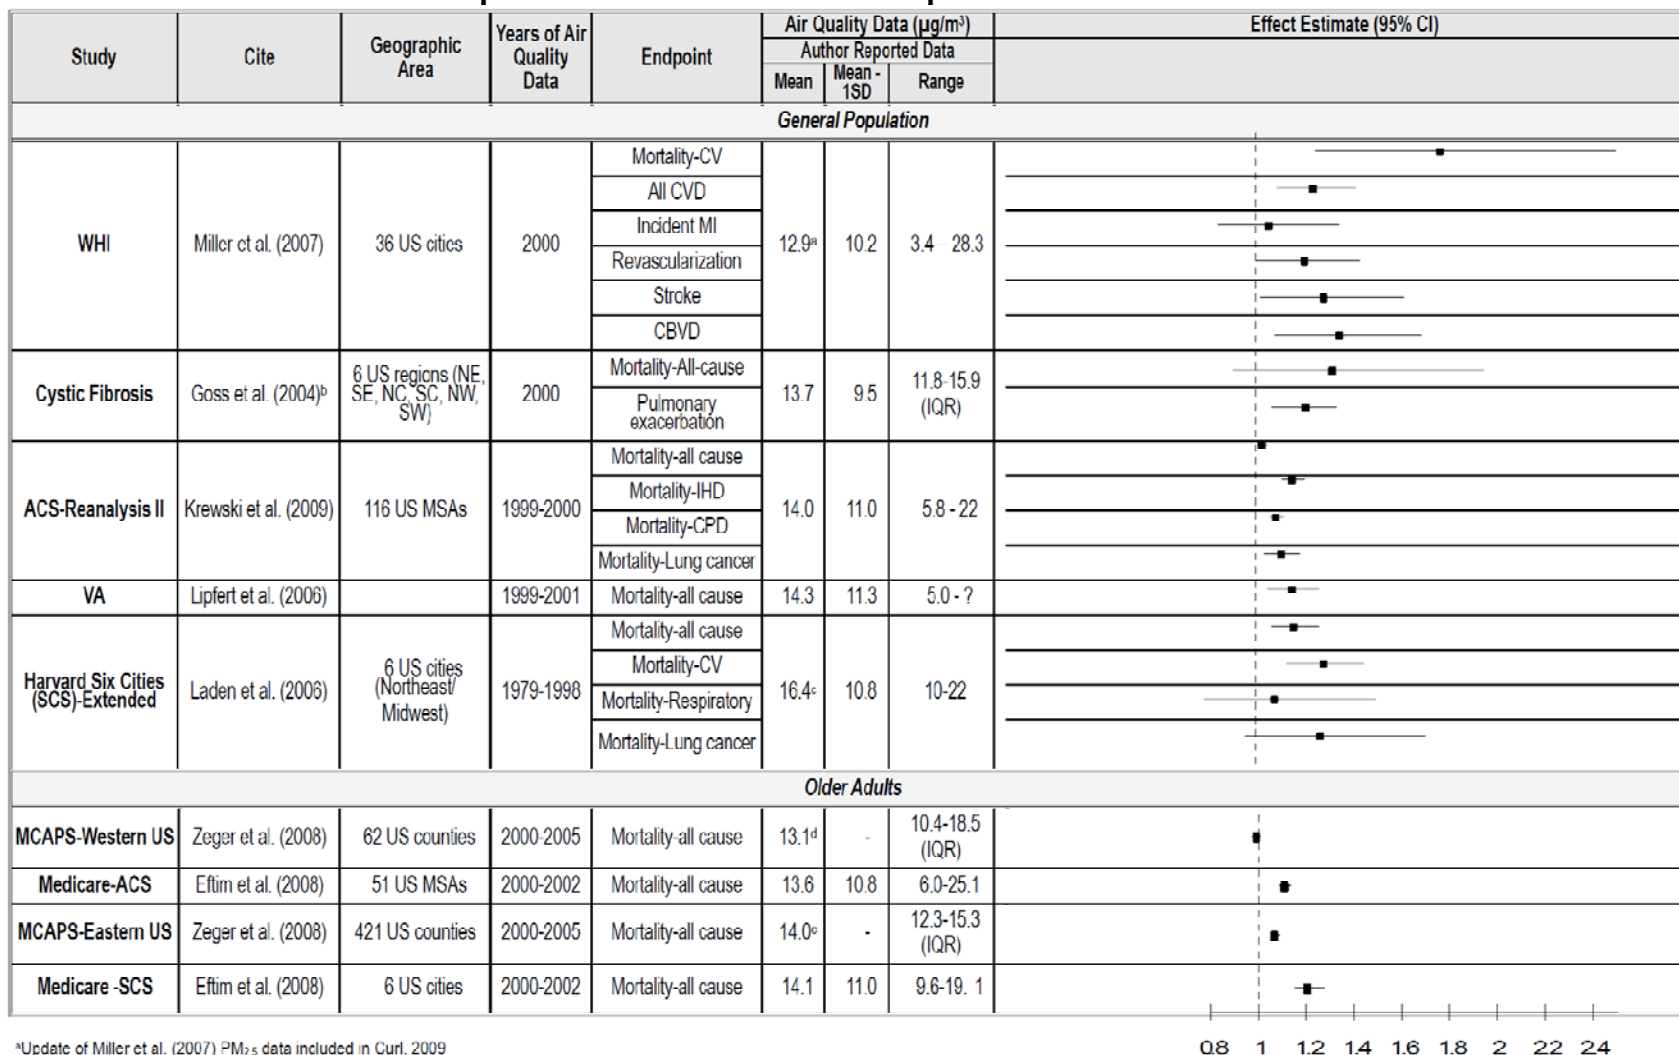 Study
Cite
Geographic
Area
Years of Air
Quality
Data
Endpoint
Air Quality Data (µg/m³)
Author Reported Data
Mean
Mean -
1SD
Range
Effect Estimate (95% CI)
General Population
WHI
Miller et al. (2007)
36 US cities
2000
Mortality-CV
All CVD
Incident MI
Revascularization
Stroke
CBVD
12.9ᵃ
10.2
3.4 28.3
Cystic Fibrosis
Goss et al. (2004)ᵇ
6 US regions (NE,
SE, NC, SC, NW,
SW)
2000
Mortality-All-cause
Pulmonary
exacerbation
13.7
9.5
11.8-15.9
(IQR)
ACS-Reanalysis II
Krewski et al. (2009)
116 US MSAs
1999-2000
Mortality-all cause
Mortality-IHD
Mortality-CPD
Mortality-Lung cancer
14.0
11.0
5.8 - 22
VA
Lipfert et al. (2006)
1999-2001
Mortality-all cause
14.3
11.3
5.0 - ?
Harvard Six Cities
(SCS)-Extended
Laden et al. (2006)
6 US cities
(Northeast/
Midwest)
1979-1998
Mortality-all cause
Mortality-CV
Mortality-Respiratory
Mortality-Lung cancer
16.4ᶜ
10.8
10-22
Older Adults
MCAPS-Western US
Zeger et al. (2008)
62 US counties
2000-2005
Mortality-all cause
13.1ᵈ
-
10.4-18.5
(IQR)
Medicare-ACS
Eftim et al. (2008)
51 US MSAs
2000-2002
Mortality-all cause
13.6
10.8
6.0-25.1
MCAPS-Eastern US
Zeger et al. (2008)
421 US counties
2000-2005
Mortality-all cause
14.0ᶜ
-
12.3-15.3
(IQR)
Medicare -SCS
Eftim et al. (2008)
6 US cities
2000-2002
Mortality-all cause
14.1
11.0
9.6-19. 1
0.8 1 1.2 1.4 1.6 1.8 2 2.2 2.4
ᵃUpdate of Miller et al. (2007) PM₂.₅ data included in Curl, 2009